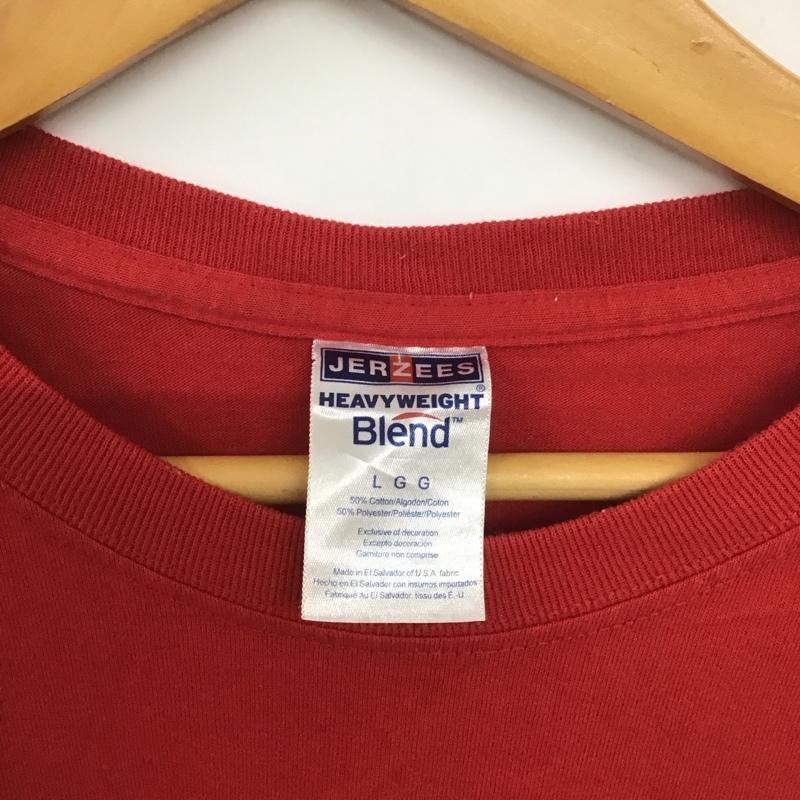 JERZEES
®
HEAVYWEIGHT
Blend™
L G G
50% Cotton/Algodon/Coton
50% Polyester/Poliéster/Polyester
Exclusive of decoration
Excepto decoración
Garniture non comprise
Made in El Salvador of U.S.A. fabric
Hecho en El Salvador con insumos importados
Fabriqué au El Salvador, tissu des É.-U